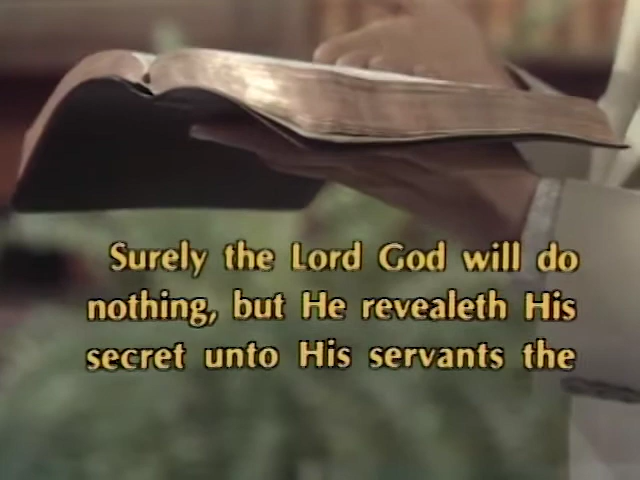 Surely the Lord God will do
nothing, but He revealeth His
secret unto His servants the